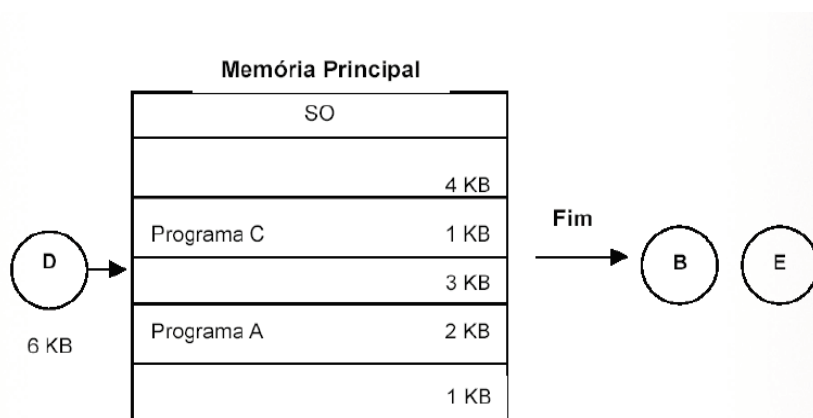 Memória Principal
SO
4 KB
Programa C 1 KB
Fim
D
B
E
3 KB
6 KB
Programa A 2 KB
1 KB